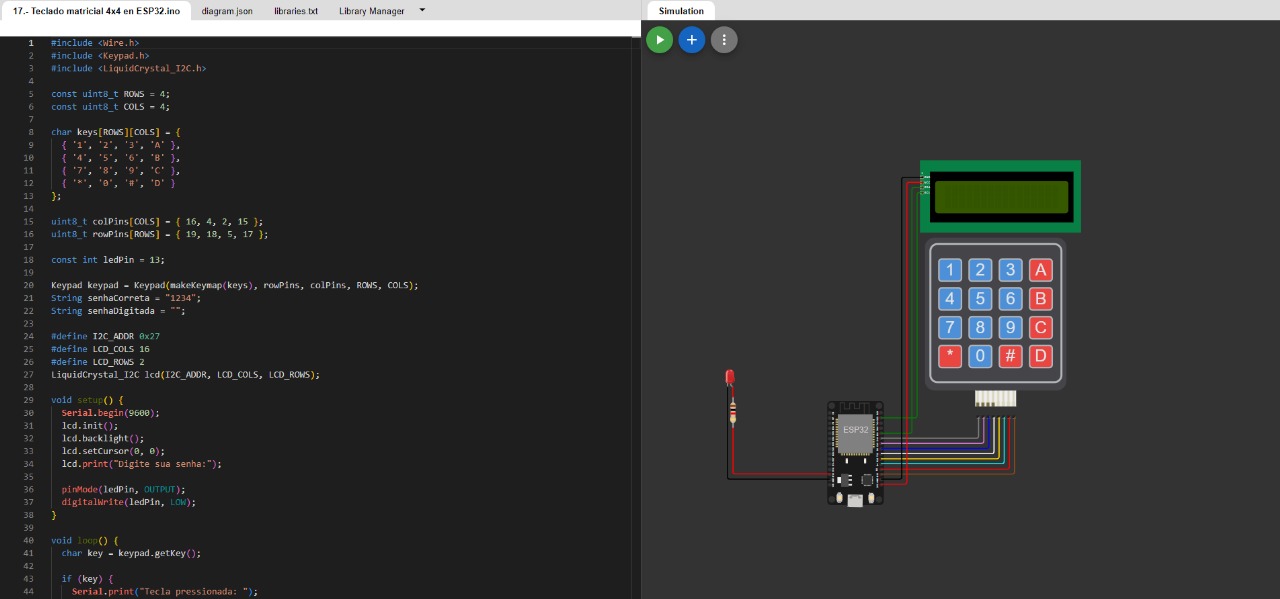 17.- Teclado matricial 4x4 en ESP32.ino
diagram.json
libraries.txt
Library Manager
Simulation
1 #include <Wire.h>
2 #include <Keypad.h>
3 #include <LiquidCrystal_I2C.h>
4
5 const uint8_t ROWS = 4;
6 const uint8_t COLS = 4;
7
8 char keys[ROWS][COLS] = {
9 { '1', '2', '3', 'A' },
10 { '4', '5', '6', 'B' },
11 { '7', '8', '9', 'C' },
12 { '*', '0', '#', 'D' }
13 };
14
15 uint8_t colPins[COLS] = { 16, 4, 2, 15 };
16 uint8_t rowPins[ROWS] = { 19, 18, 5, 17 };
17
18 const int ledPin = 13;
19
20 Keypad keypad = Keypad(makeKeymap(keys), rowPins, colPins, ROWS, COLS);
21 String senhaCorreta = "1234";
22 String senhaDigitada = "";
23
24 #define I2C_ADDR 0x27
25 #define LCD_COLS 16
26 #define LCD_ROWS 2
27 LiquidCrystal_I2C lcd(I2C_ADDR, LCD_COLS, LCD_ROWS);
28
29 void setup() {
30 Serial.begin(9600);
31 lcd.init();
32 lcd.backlight();
33 lcd.setCursor(0, 0);
34 lcd.print("Digite sua senha:");
35
36 pinMode(ledPin, OUTPUT);
37 digitalWrite(ledPin, LOW);
38 }
39
40 void loop() {
41 char key = keypad.getKey();
42
43 if (key) {
44 Serial.print("Tecla pressionada: ");
1 2 3 A
4 5 6 B
7 8 9 C
* 0 # D
ESP32